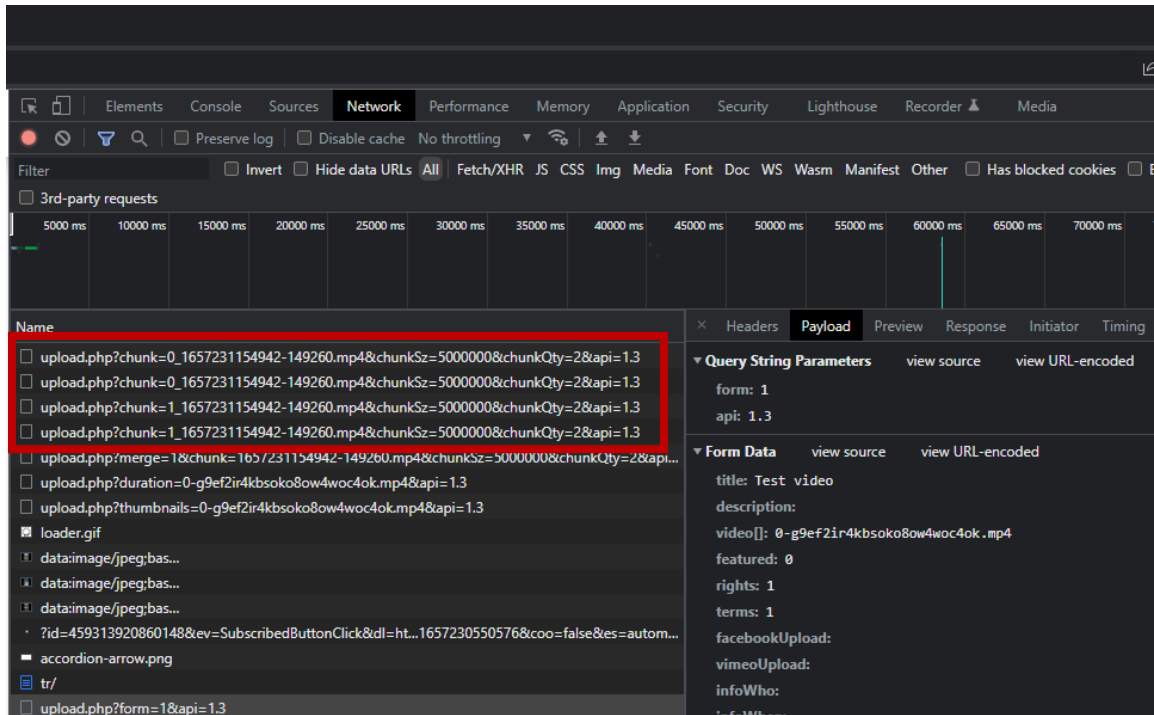 Elements Console Sources Network Performance Memory Application Security Lighthouse Recorder Media
Preserve log Disable cache No throttling
Filter Invert Hide data URLs All Fetch/XHR JS CSS Img Media Font Doc WS Wasm Manifest Other Has blocked cookies
3rd-party requests
5000 ms 10000 ms 15000 ms 20000 ms 25000 ms 30000 ms 35000 ms 40000 ms 45000 ms 50000 ms 55000 ms 60000 ms 65000 ms 70000 ms
Name
upload.php?chunk=0_1657231154942-149260.mp4&chunkSz=5000000&chunkQty=2&api=1.3
upload.php?chunk=0_1657231154942-149260.mp4&chunkSz=5000000&chunkQty=2&api=1.3
upload.php?chunk=1_1657231154942-149260.mp4&chunkSz=5000000&chunkQty=2&api=1.3
upload.php?chunk=1_1657231154942-149260.mp4&chunkSz=5000000&chunkQty=2&api=1.3
upload.php?merge=1&chunk=1657231154942-149260.mp4&chunkSz=5000000&chunkQty=2&api...
upload.php?duration=0-g9ef2ir4kbsoko8ow4woc4ok.mp4&api=1.3
upload.php?thumbnails=0-g9ef2ir4kbsoko8ow4woc4ok.mp4&api=1.3
loader.gif
data:image/jpeg;bas...
data:image/jpeg;bas...
data:image/jpeg;bas...
?id=459313920860148&ev=SubscribedButtonClick&dl=ht...1657230550576&coo=false&es=autom...
accordion-arrow.png
tr/
upload.php?form=1&api=1.3
× Headers Payload Preview Response Initiator Timing
Query String Parameters view source view URL-encoded
form: 1
api: 1.3
Form Data view source view URL-encoded
title: Test video
description:
video[]: 0-g9ef2ir4kbsoko8ow4woc4ok.mp4
featured: 0
rights: 1
terms: 1
facebookUpload:
vimeoUpload:
infoWho: